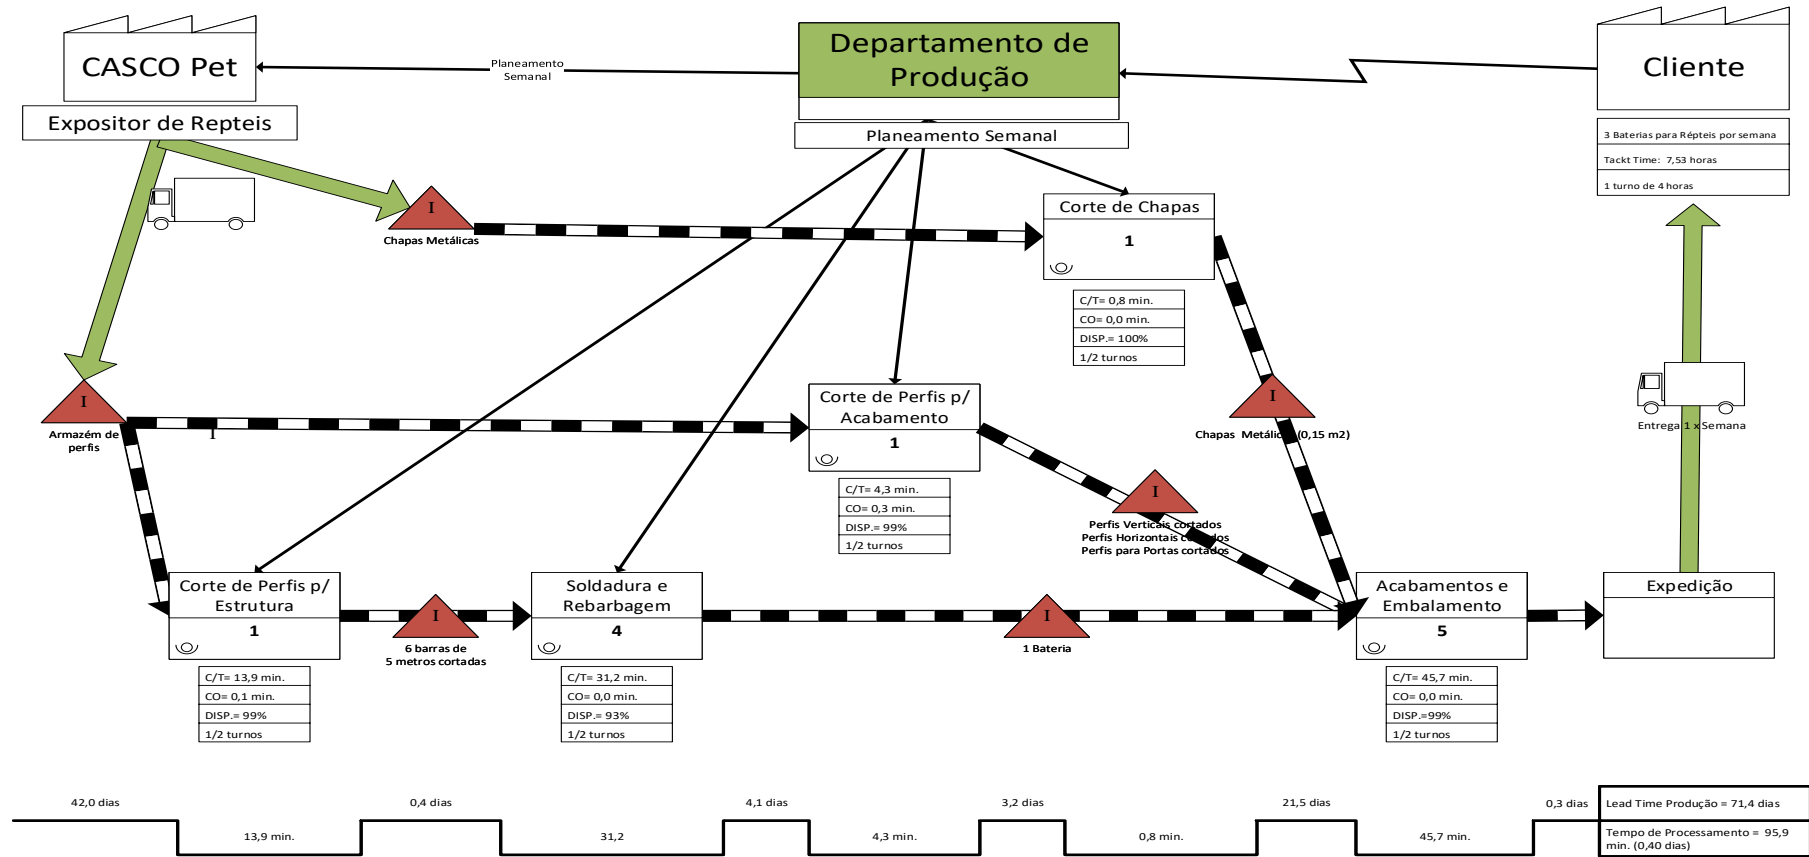 CASCO Pet
Expositor de Repteis
Planeamento
Semanal
Departamento de
Produção
Planeamento Semanal
Cliente
3 Baterias para Répteis por semana
Tackt Time: 7,53 horas
1 turno de 4 horas
I
Chapas Metálicas
Corte de Chapas
1
C/T= 0,8 min.
CO= 0,0 min.
DISP.= 100%
1/2 turnos
I
Armazém de
perfis
I
Corte de Perfis p/
Acabamento
1
C/T= 4,3 min.
CO= 0,3 min.
DISP.= 99%
1/2 turnos
I
Chapas Metálicas (0,15 m2)
Entrega 1 x Semana
I
Perfis Verticais cortados
Perfis Horizontais cortados
Perfis para Portas cortados
Corte de Perfis p/
Estrutura
1
C/T= 13,9 min.
CO= 0,1 min.
DISP.= 99%
1/2 turnos
I
6 barras de
5 metros cortadas
Soldadura e
Rebarbagem
4
C/T= 31,2 min.
CO= 0,0 min.
DISP.= 93%
1/2 turnos
I
1 Bateria
Acabamentos e
Embalamento
5
C/T= 45,7 min.
CO= 0,0 min.
DISP.=99%
1/2 turnos
Expedição
42,0 dias
13,9 min.
0,4 dias
31,2
4,1 dias
4,3 min.
3,2 dias
0,8 min.
21,5 dias
45,7 min.
0,3 dias
Lead Time Produção = 71,4 dias
Tempo de Processamento = 95,9
min. (0,40 dias)